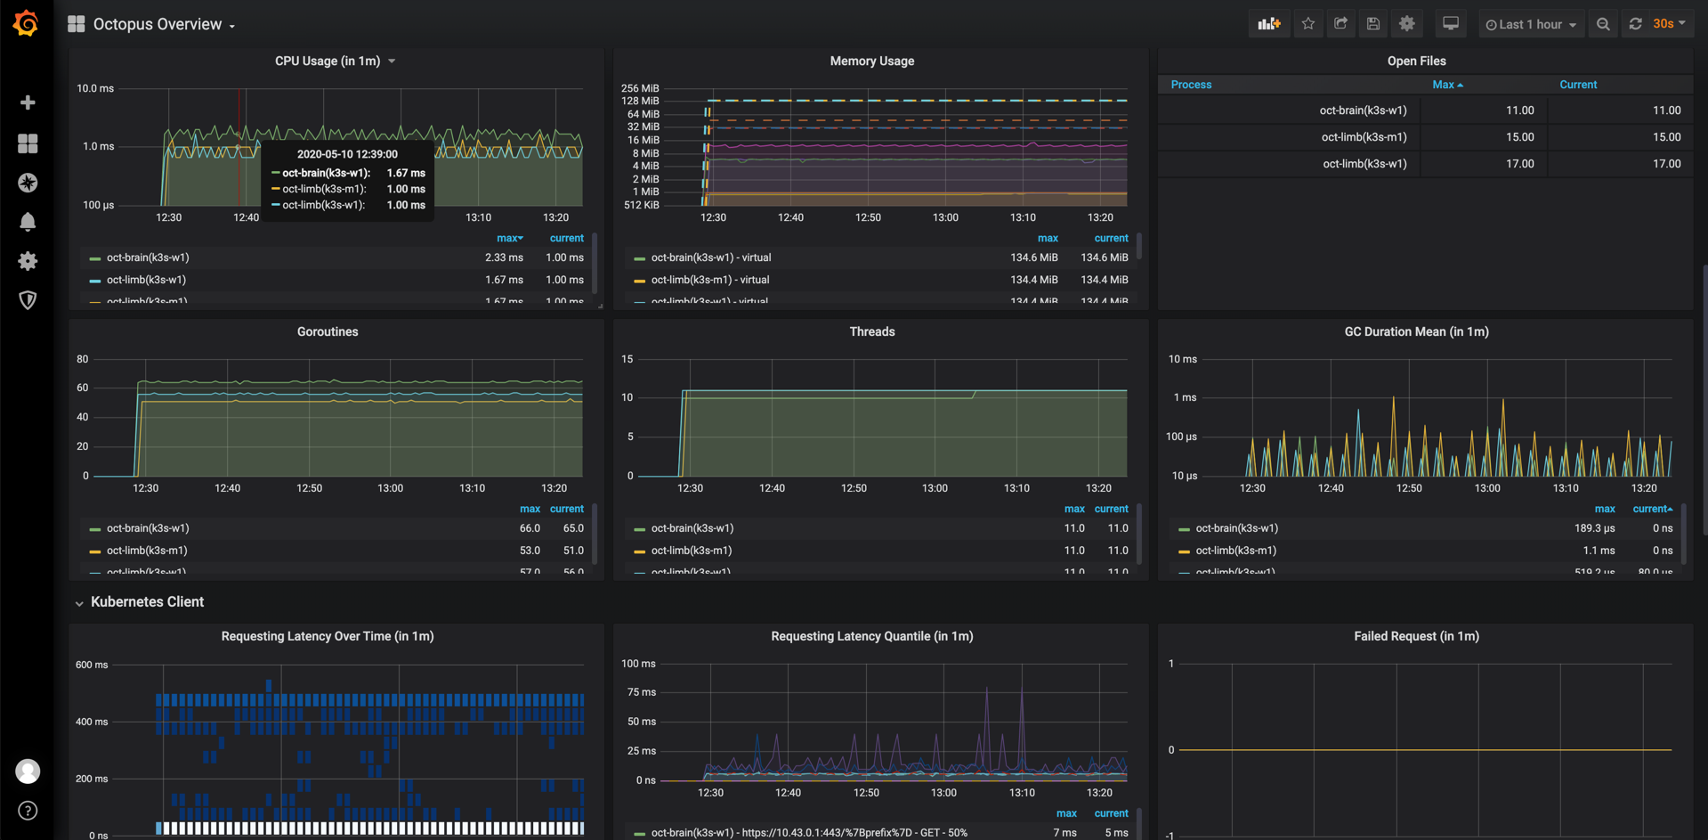 Octopus Overview
Last 1 hour
30s
CPU Usage (in 1m)
10.0 ms
1.0 ms
100 µs
12:30
12:40
13:10
13:20
2020-05-10 12:39:00
oct-brain(k3s-w1): 1.67 ms
oct-limb(k3s-m1): 1.00 ms
oct-limb(k3s-w1): 1.00 ms
max current
oct-brain(k3s-w1) 2.33 ms 1.00 ms
oct-limb(k3s-w1) 1.67 ms 1.00 ms
oct-limb(k3s-m1) 1.67 ms 1.00 ms
Memory Usage
256 MiB
128 MiB
64 MiB
32 MiB
16 MiB
8 MiB
4 MiB
2 MiB
1 MiB
512 KiB
12:30 12:40 12:50 13:00 13:10 13:20
max current
oct-brain(k3s-w1) - virtual 134.6 MiB 134.6 MiB
oct-limb(k3s-m1) - virtual 134.4 MiB 134.4 MiB
oct-limb(k3s-w1) - virtual 134.4 MiB 134.4 MiB
Open Files
Process Max Current
oct-brain(k3s-w1) 11.00 11.00
oct-limb(k3s-m1) 15.00 15.00
oct-limb(k3s-w1) 17.00 17.00
Goroutines
80
60
40
20
0
12:30 12:40 12:50 13:00 13:10 13:20
max current
oct-brain(k3s-w1) 66.0 65.0
oct-limb(k3s-m1) 53.0 51.0
oct-limb(k3s-w1) 57.0 56.0
Threads
15
10
5
0
12:30 12:40 12:50 13:00 13:10 13:20
max current
oct-brain(k3s-w1) 11.0 11.0
oct-limb(k3s-m1) 11.0 11.0
oct-limb(k3s-w1) 11.0 11.0
GC Duration Mean (in 1m)
10 ms
1 ms
100 µs
10 µs
12:30 12:40 12:50 13:00 13:10 13:20
max current
oct-brain(k3s-w1) 189.3 µs 0 ns
oct-limb(k3s-m1) 1.1 ms 0 ns
oct-limb(k3s-w1) 519.2 µs 80.0 µs
Kubernetes Client
Requesting Latency Over Time (in 1m)
600 ms
400 ms
200 ms
0 ns
Requesting Latency Quantile (in 1m)
100 ms
75 ms
50 ms
25 ms
0 ns
12:30 12:40 12:50 13:00 13:10 13:20
max current
oct-brain(k3s-w1) - https://10.43.0.1:443/%7Bprefix%7D - GET - 50% 7 ms 5 ms
Failed Request (in 1m)
1
0
-1